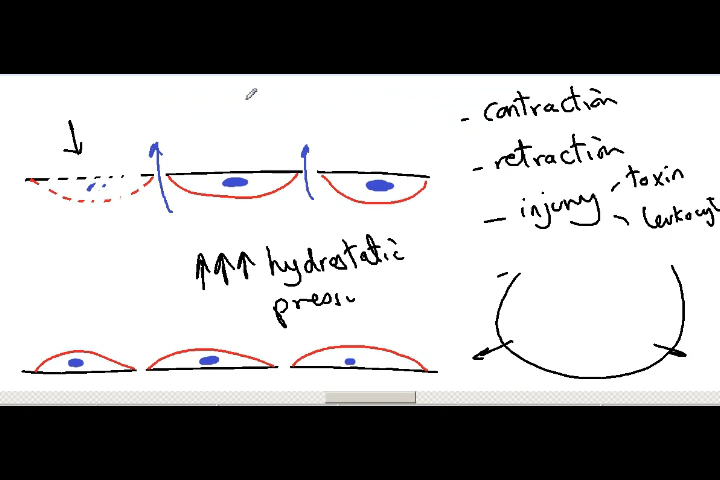 - contraction
- retraction
- injury toxin
↑↑↑ hydrostatic